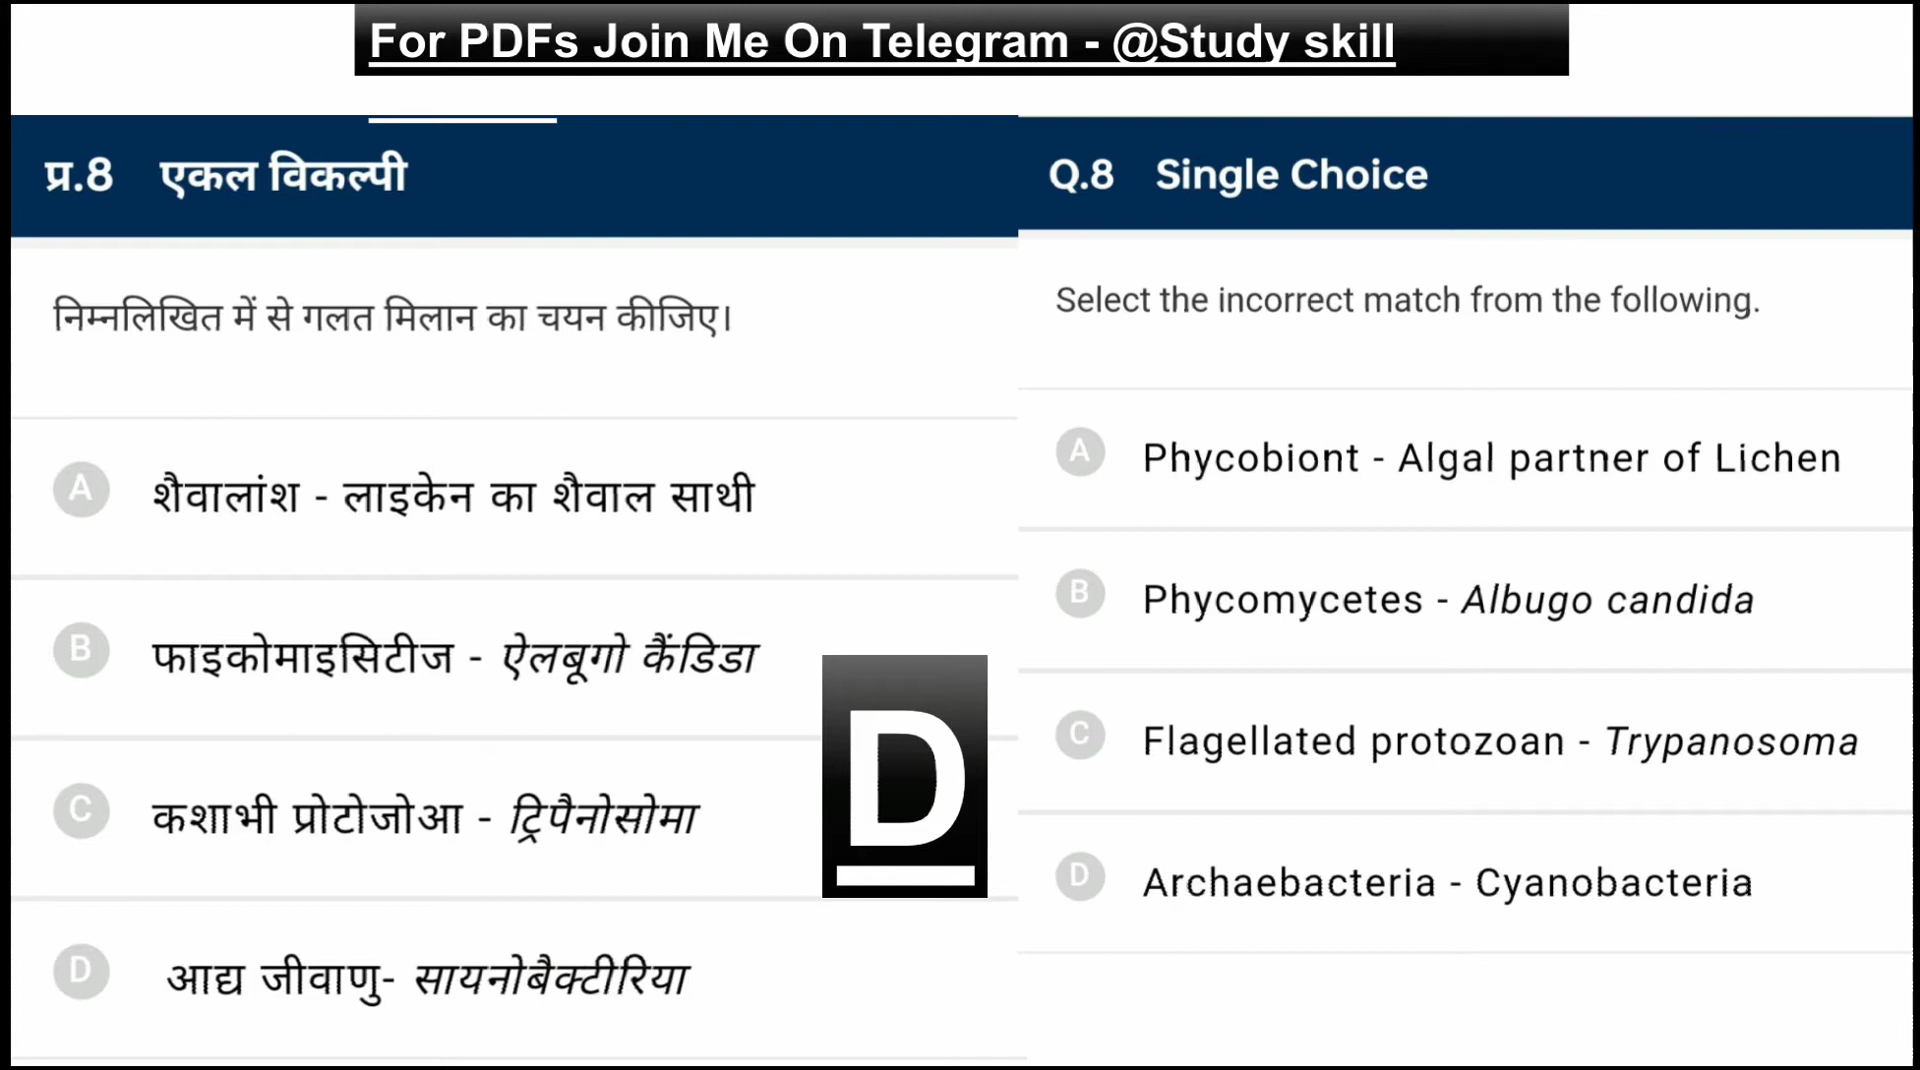 For PDFs Join Me On Telegram - @Study skill
प्र.8 एकल विकल्पी
निम्नलिखित में से गलत मिलान का चयन कीजिए।
A शैवालांश - लाइकेन का शैवाल साथी
B फाइकोमाइसिटीज - ऐलबूगो कैंडिडा
C कशाभी प्रोटोजोआ - ट्रिपैनोसोमा
D आद्य जीवाणु- सायनोबैक्टीरिया
D
Q.8 Single Choice
Select the incorrect match from the following.
A Phycobiont - Algal partner of Lichen
B Phycomycetes - Albugo candida
C Flagellated protozoan - Trypanosoma
D Archaebacteria - Cyanobacteria